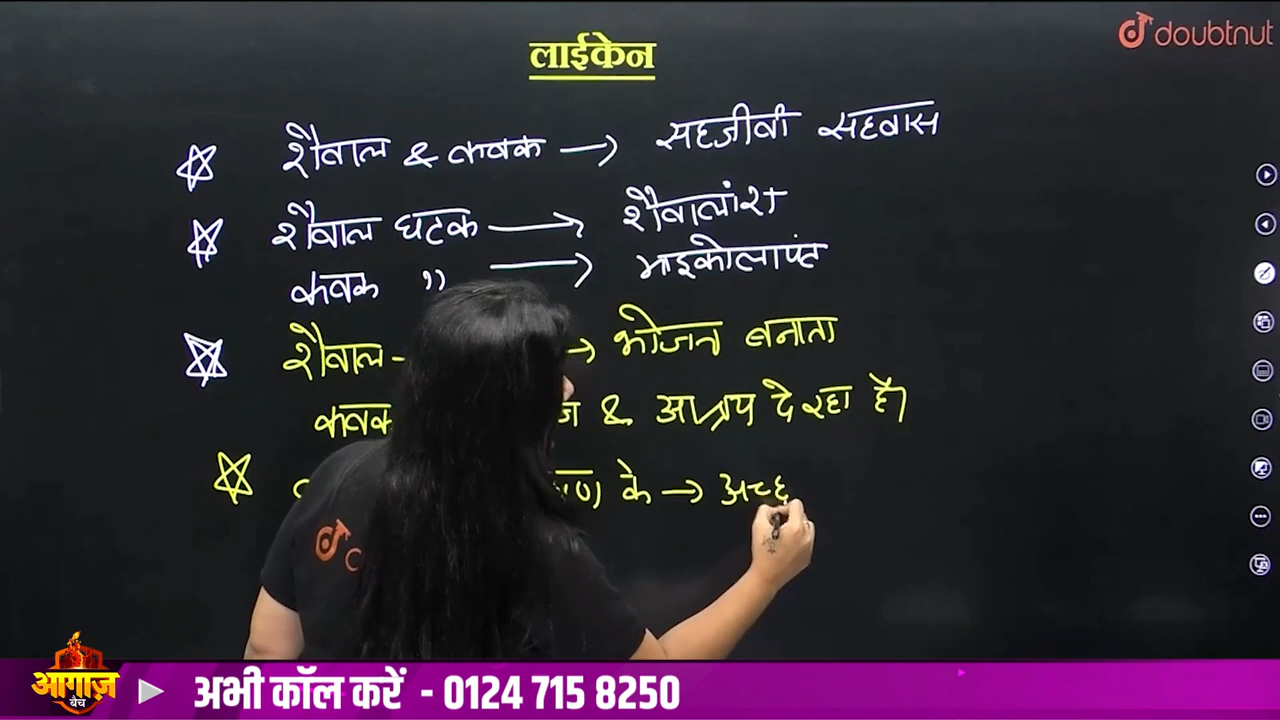 doubtnut
लाईकेन
शैवाल & कवक → सहजीवी सहवास
शैवाल घटक → शैवालांश
कवक " → माइकोलापंट
शैवाल - → भोजन बनाता
कवक & आश्रय दे रहा है।
के → अच्छ
आगाज़
बैच
अभी कॉल करें - 0124 715 8250